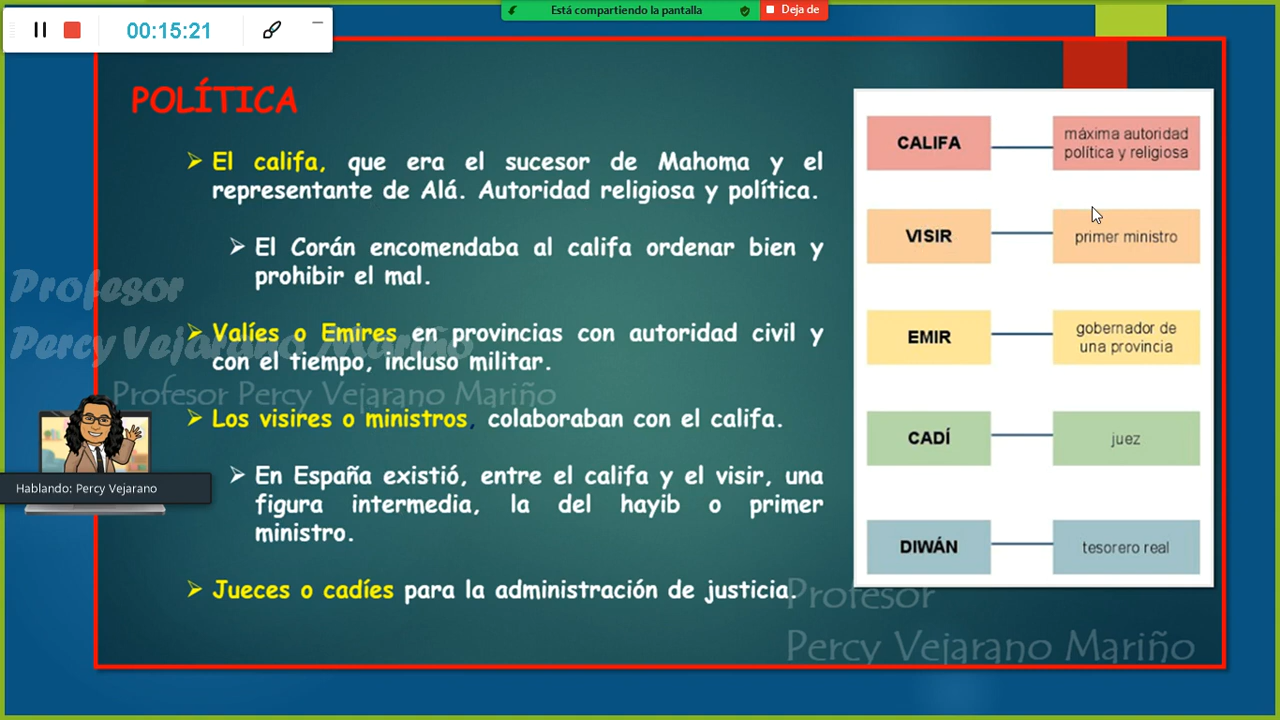 Está compartiendo la pantalla
Deja de
00:15:21
POLÍTICA
El califa, que era el sucesor de Mahoma y el
representante de Alá. Autoridad religiosa y política.
El Corán encomendaba al califa ordenar bien y
prohibir el mal.
Valíes o Emires en provincias con autoridad civil y
con el tiempo, incluso militar.
Los visires o ministros, colaboraban con el califa.
En España existió, entre el califa y el visir, una
figura intermedia, la del hayib o primer
ministro.
Jueces o cadíes para la administración de justicia.
CALIFA
máxima autoridad
política y religiosa
VISIR
primer ministro
EMIR
gobernador de
una provincia
CADÍ
juez
DIWÁN
tesorero real
Profesor
Percy Vejarano Mariño
Profesor Percy Vejarano Mariño
Hablando: Percy Vejarano
Profesor
Percy Vejarano Mariño